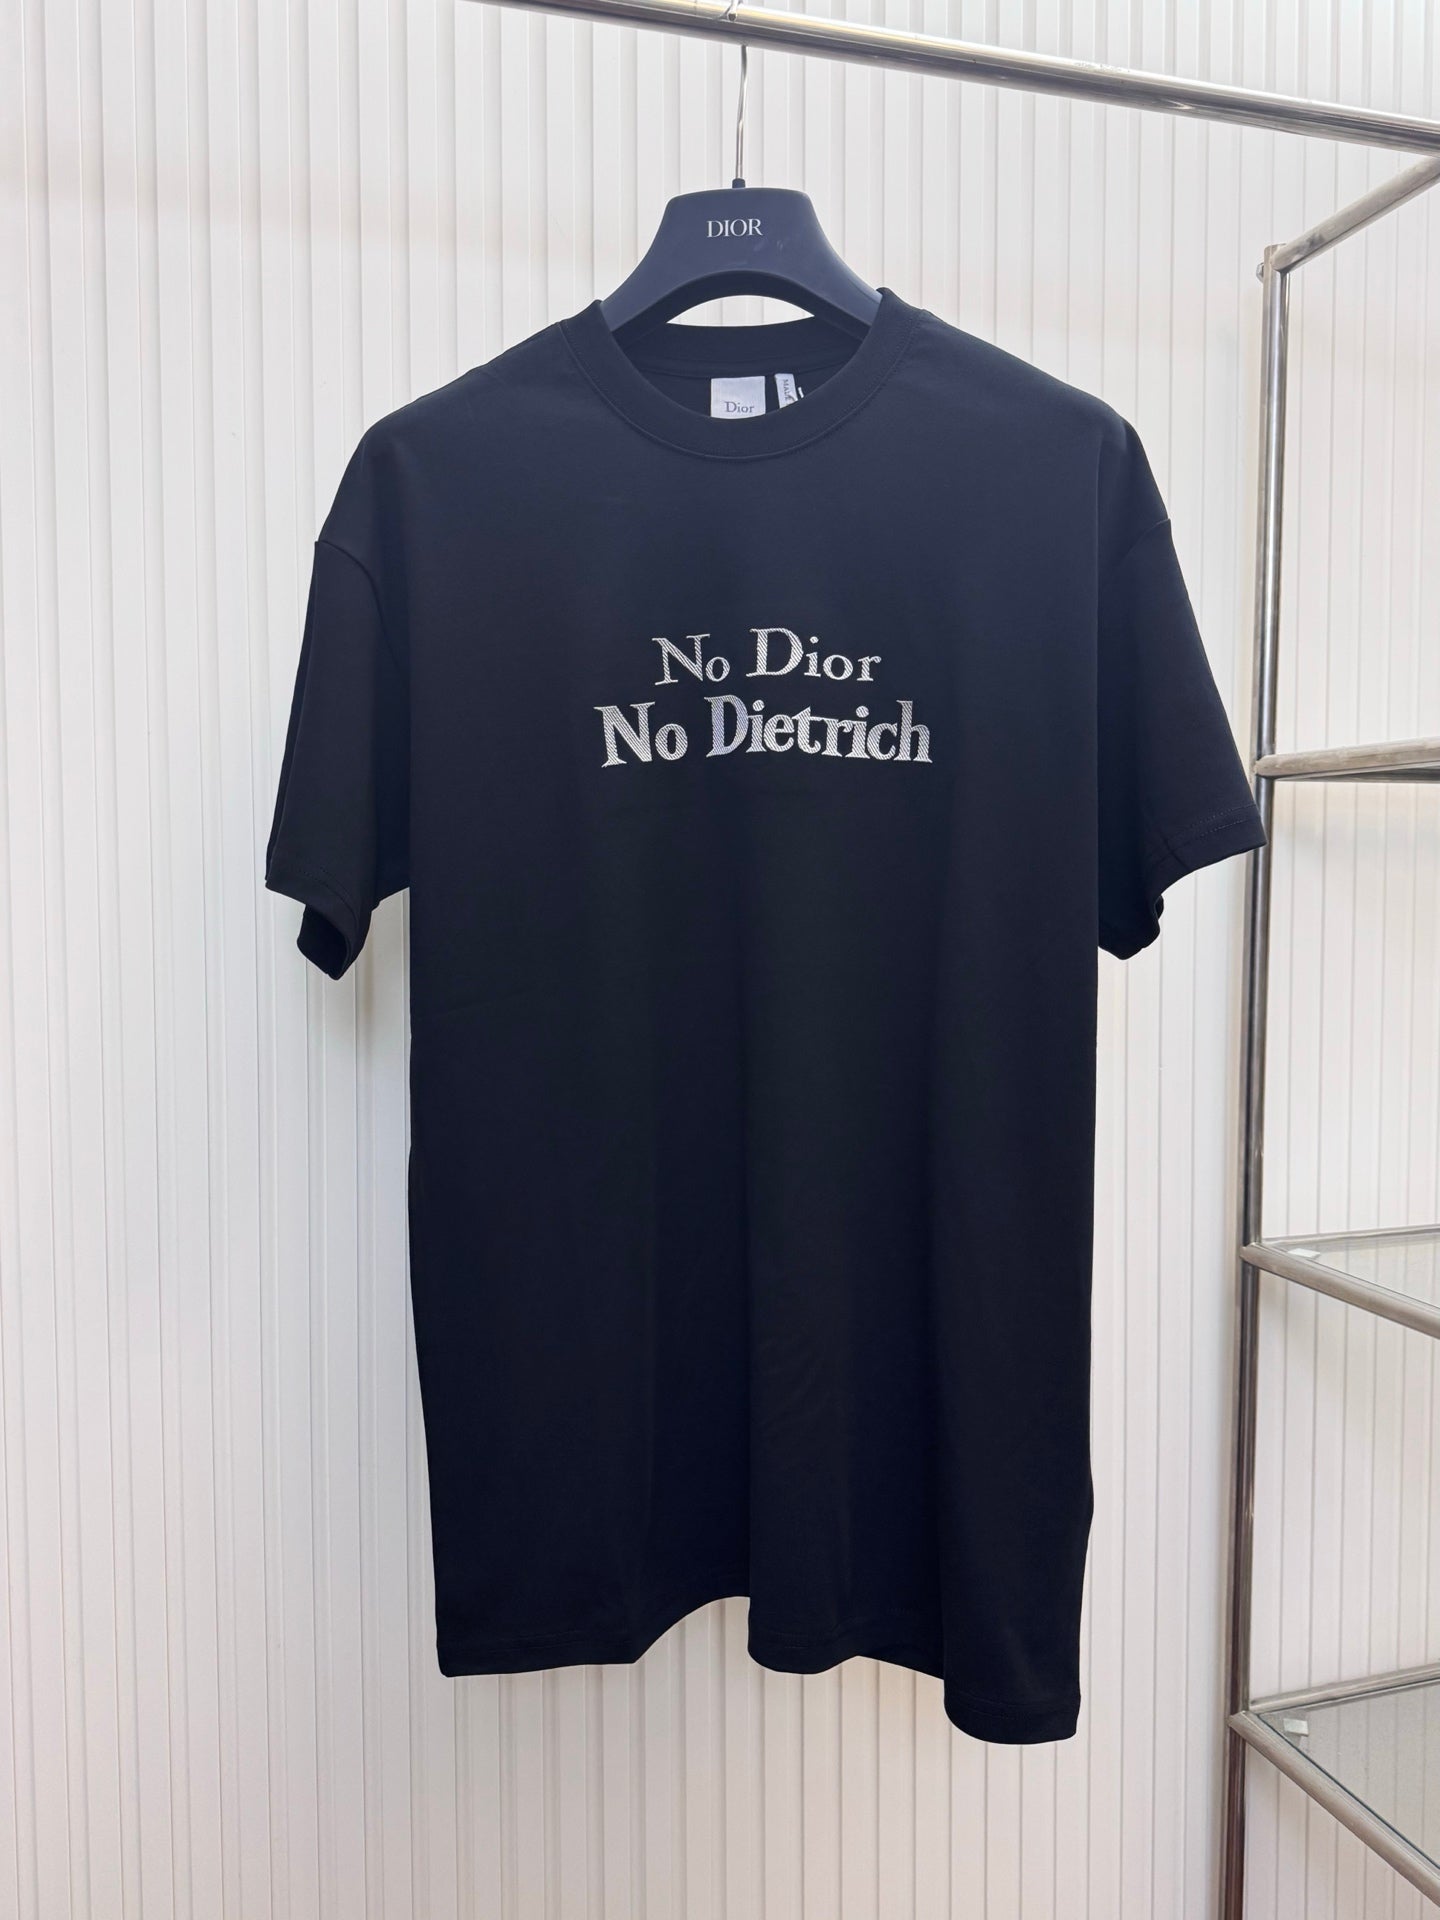 DIOR
Dior
No Dior
No Dietrich